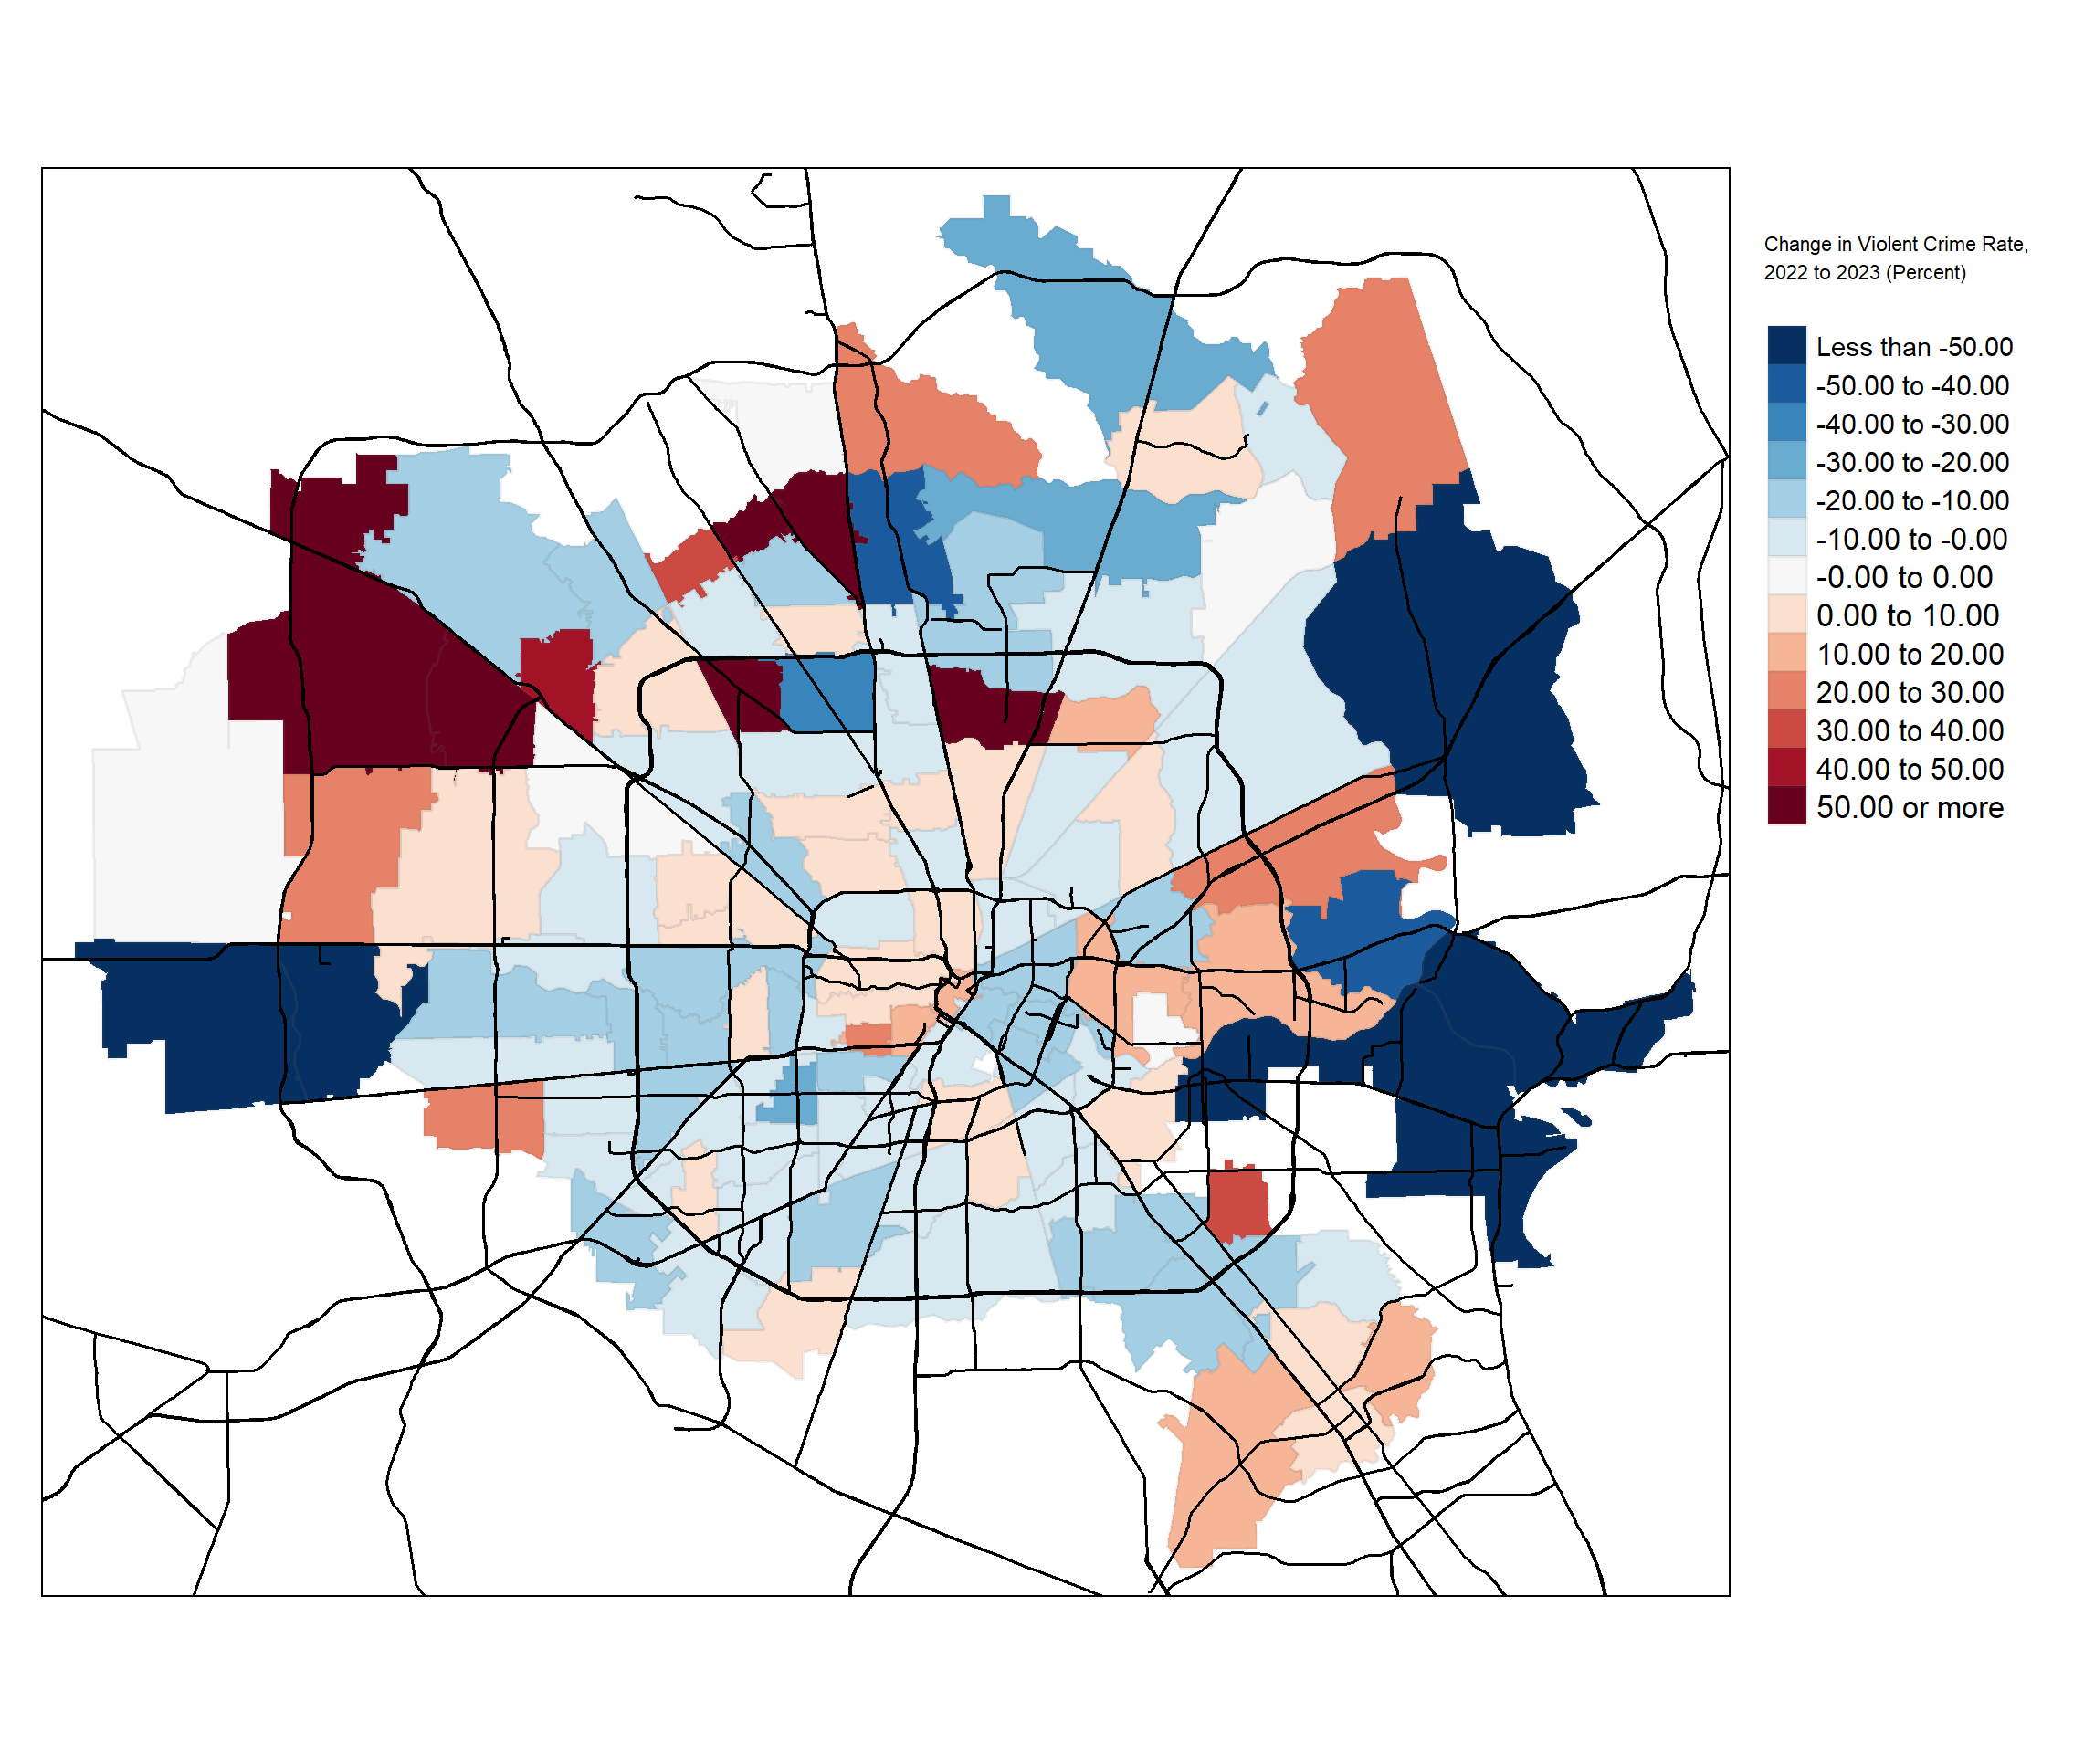 Change in Violent Crime Rate,
2022 to 2023 (Percent)
Less than -50.00
-50.00 to -40.00
-40.00 to -30.00
-30.00 to -20.00
-20.00 to -10.00
-10.00 to -0.00
-0.00 to 0.00
0.00 to 10.00
10.00 to 20.00
20.00 to 30.00
30.00 to 40.00
40.00 to 50.00
50.00 or more